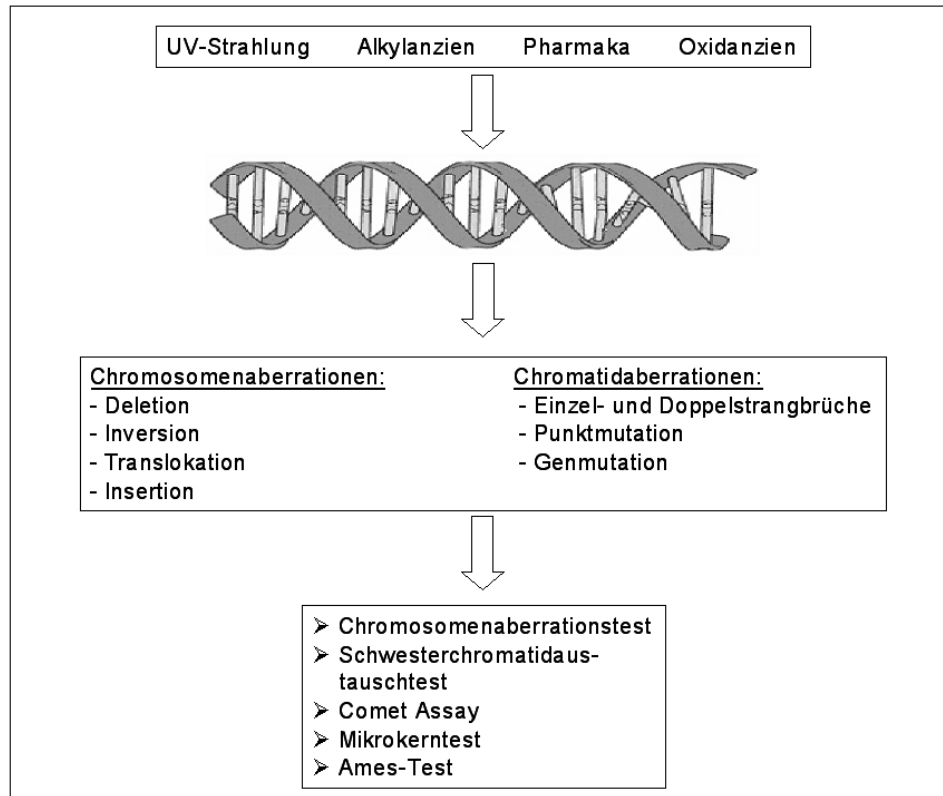 UV-Strahlung Alkylanzien Pharmaka Oxidanzien
Chromosomenaberrationen:
- Deletion
- Inversion
- Translokation
- Insertion
Chromatidaberrationen:
- Einzel- und Doppelstrangbrüche
- Punktmutation
- Genmutation
➢ Chromosomenaberrationstest
➢ Schwesterchromatidaus-
tauschtest
➢ Comet Assay
➢ Mikrokerntest
➢ Ames-Test